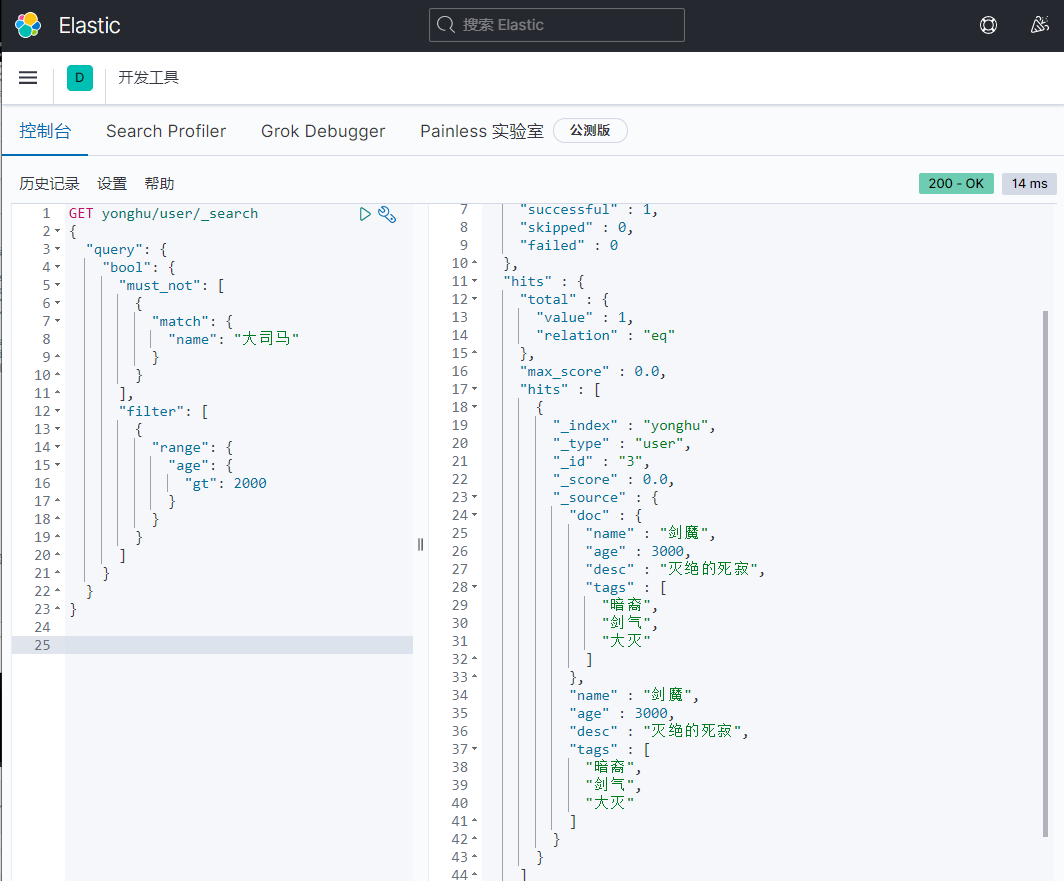 Elastic
搜索 Elastic
D
开发工具
控制台
Search Profiler
Grok Debugger
Painless 实验室
公测版
历史记录
设置
帮助
200 - OK
14 ms
1 GET yonghu/user/_search
2 {
3   "query": {
4     "bool": {
5       "must_not": [
6         {
7           "match": {
8             "name": "大司马"
9           }
10         }
11       ],
12       "filter": [
13         {
14           "range": {
15             "age": {
16               "gt": 2000
17             }
18           }
19         }
20       ]
21     }
22   }
23 }
24
25
7     "successful" : 1,
8     "skipped" : 0,
9     "failed" : 0
10   },
11   "hits" : {
12     "total" : {
13       "value" : 1,
14       "relation" : "eq"
15     },
16     "max_score" : 0.0,
17     "hits" : [
18       {
19         "_index" : "yonghu",
20         "_type" : "user",
21         "_id" : "3",
22         "_score" : 0.0,
23         "_source" : {
24           "doc" : {
25             "name" : "剑魔",
26             "age" : 3000,
27             "desc" : "灭绝的死寂",
28             "tags" : [
29               "暗裔",
30               "剑气",
31               "大灭"
32             ]
33           },
34           "name" : "剑魔",
35           "age" : 3000,
36           "desc" : "灭绝的死寂",
37           "tags" : [
38             "暗裔",
39             "剑气",
40             "大灭"
41           ]
42         }
43       }
44     ]